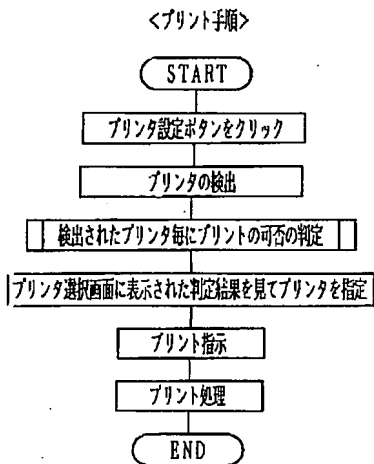 <プリント手順>
START
プリンタ設定ボタンをクリック
プリンタの検出
検出されたプリンタ毎にプリントの可否の判定
プリンタ選択画面に表示された判定結果を見てプリンタを指定
プリント指示
プリント処理
END